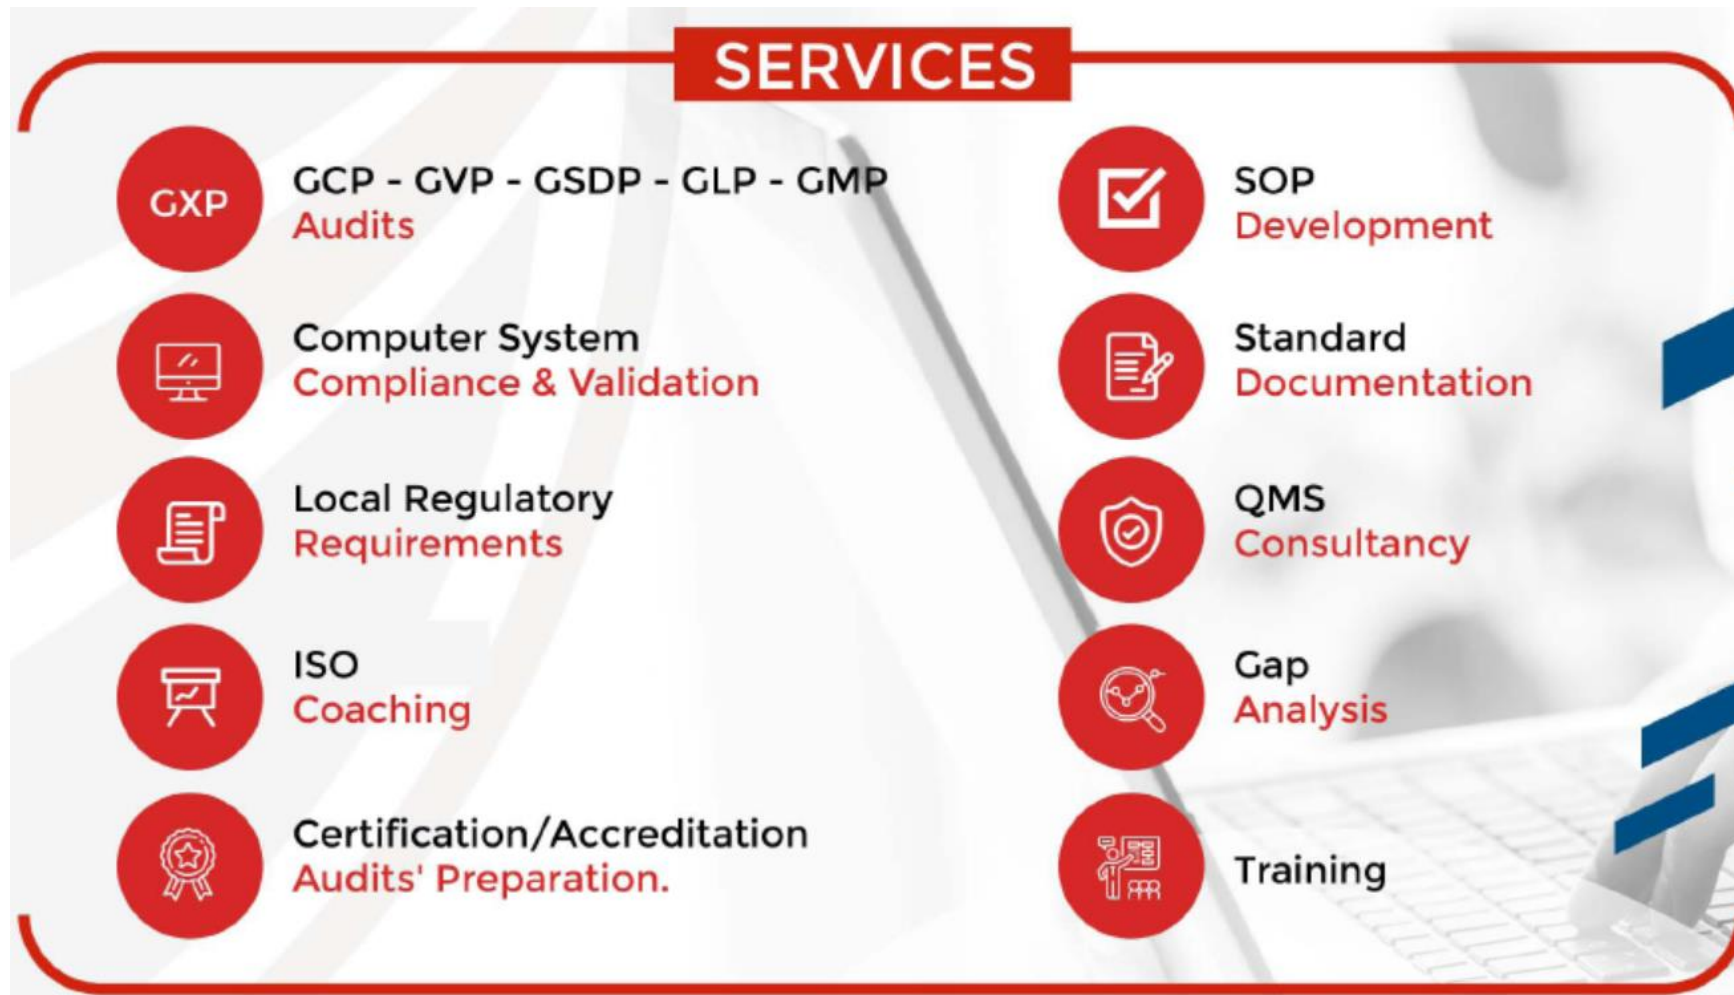 SERVICES
GXP
GCP - GVP - GSDP - GLP - GMP
Audits
Computer System
Compliance & Validation
Local Regulatory
Requirements
ISO
Coaching
Certification/Accreditation
Audits' Preparation.
SOP
Development
Standard
Documentation
QMS
Consultancy
Gap
Analysis
Training